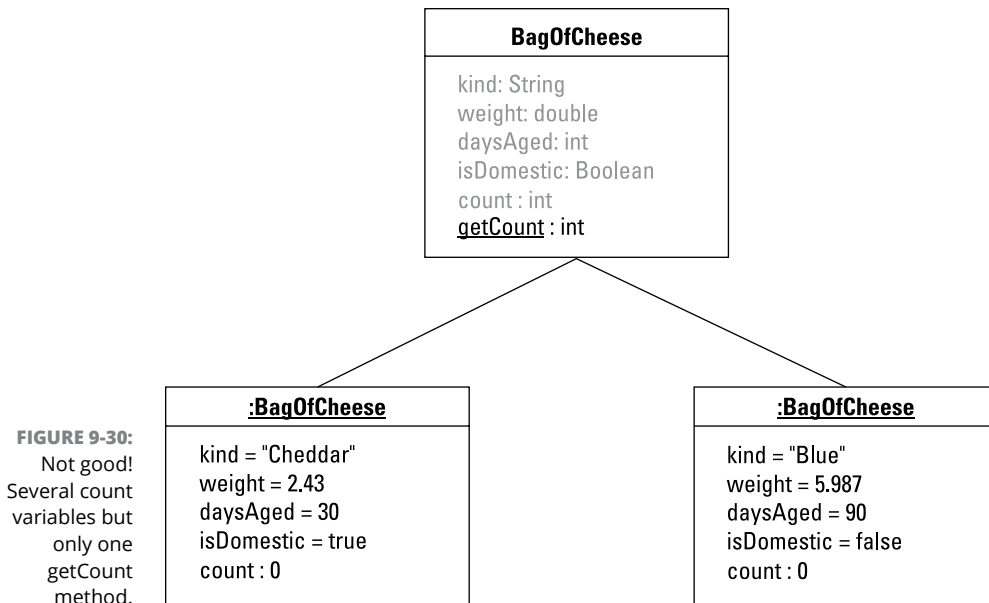 BagOfCheese
kind: String
weight: double
daysAged: int
isDomestic: Boolean
count : int
getCount : int
:BagOfCheese
kind = "Cheddar"
weight = 2.43
daysAged = 30
isDomestic = true
count : 0
:BagOfCheese
kind = "Blue"
weight = 5.987
daysAged = 90
isDomestic = false
count : 0
FIGURE 9-30:
Not good!
Several count
variables but
only one
getCount
method.